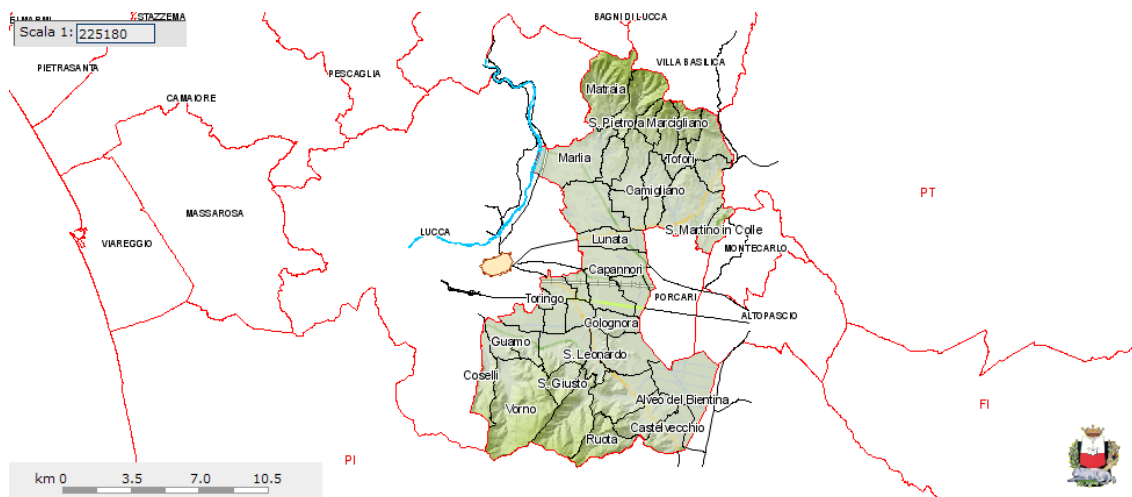 STAZZEMA
BAGNI DI LUCCA
Scala 1: 225180
PIETRASANTA
PESCAGLIA
VILLA BASILICA
CAMAIORE
Matraia
S. Pietro a Marcigliano
Marlia
Tofori
Camigliano
PT
MASSAROSA
LUCCA
S. Martino in Colle
VIAREGGIO
Lunata
MONTECARLO
Capannori
Toringo
PORCARI
ALTOPASCIO
Colognora
Guamo
S. Leonardo
Coselli
S. Giusto
Alveo del Bientina
Vorno
FI
Castelvecchio
Ruota
PI
km 0 3.5 7.0 10.5